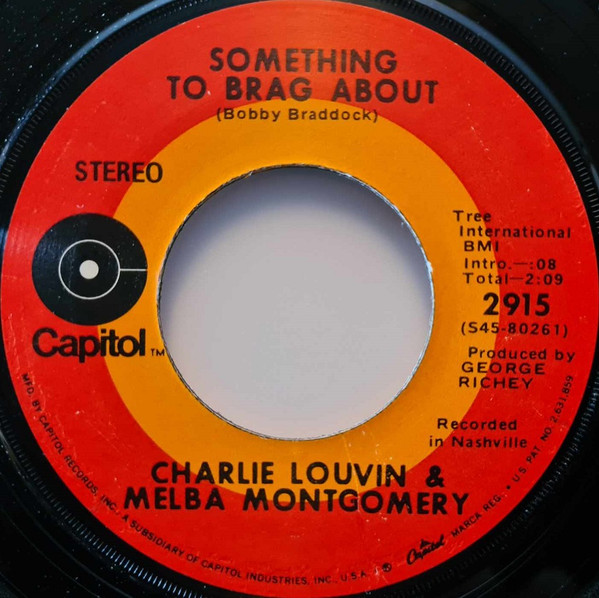 SOMETHING
TO BRAG ABOUT
(Bobby Braddock)
STEREO
Tree
International
BMI
Intro.—:08
Total—2:09
2915
(S45-80261)
Capitol TM
Produced by
GEORGE
RICHEY
Recorded
in Nashville
CHARLIE LOUVIN &
MELBA MONTGOMERY
MFD. BY CAPITOL RECORDS, INC., A SUBSIDIARY OF CAPITOL INDUSTRIES, INC., U.S.A. ® Capitol MARCA REG. • U.S. PAT. NO. 2,631,859